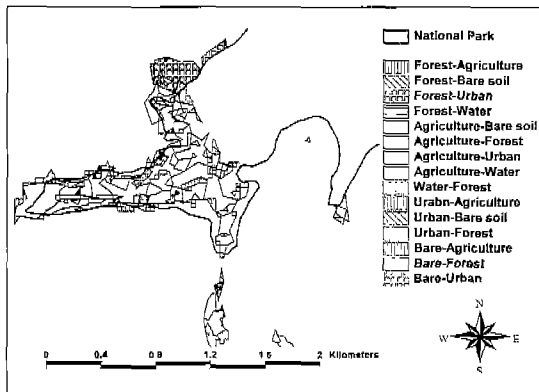 National Park
Forest-Agriculture
Forest-Bare soil
Forest-Urban
Forest-Water
Agriculture-Bare soil
Agriculture-Forest
Agriculture-Urban
Agriculture-Water
Water-Forest
Urabn-Agriculture
Urban-Bare soil
Urban-Forest
Bare-Agriculture
Bare-Forest
Bare-Urban
N
W E
S
0 0.4 0.8 1.2 1.6 2 Kilometers